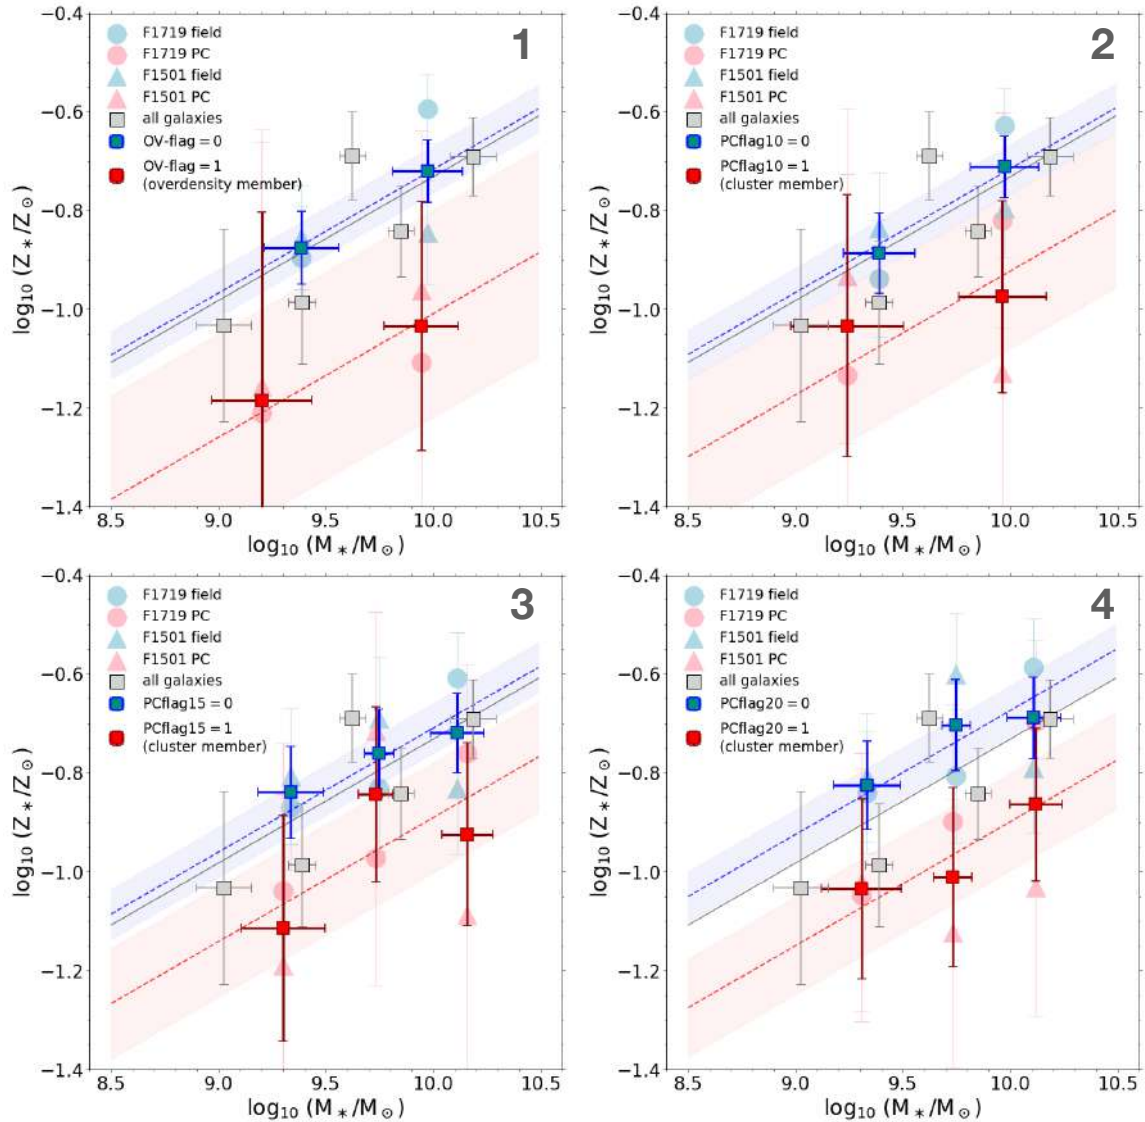 1
−0.4
−0.6
−0.8
−1.0
−1.2
−1.4
log₁₀ (Z∗/Z⊙)
F1719 field
F1719 PC
F1501 field
F1501 PC
all galaxies
OV-flag = 0
OV-flag = 1
(overdensity member)
8.5 9.0 9.5 10.0 10.5
log₁₀ (M∗/M⊙)
2
−0.4
−0.6
−0.8
−1.0
−1.2
−1.4
log₁₀ (Z∗/Z⊙)
F1719 field
F1719 PC
F1501 field
F1501 PC
all galaxies
PCflag10 = 0
PCflag10 = 1
(cluster member)
8.5 9.0 9.5 10.0 10.5
log₁₀ (M∗/M⊙)
3
−0.4
−0.6
−0.8
−1.0
−1.2
−1.4
log₁₀ (Z∗/Z⊙)
F1719 field
F1719 PC
F1501 field
F1501 PC
all galaxies
PCflag15 = 0
PCflag15 = 1
(cluster member)
8.5 9.0 9.5 10.0 10.5
log₁₀ (M∗/M⊙)
4
−0.4
−0.6
−0.8
−1.0
−1.2
−1.4
log₁₀ (Z∗/Z⊙)
F1719 field
F1719 PC
F1501 field
F1501 PC
all galaxies
PCflag20 = 0
PCflag20 = 1
(cluster member)
8.5 9.0 9.5 10.0 10.5
log₁₀ (M∗/M⊙)